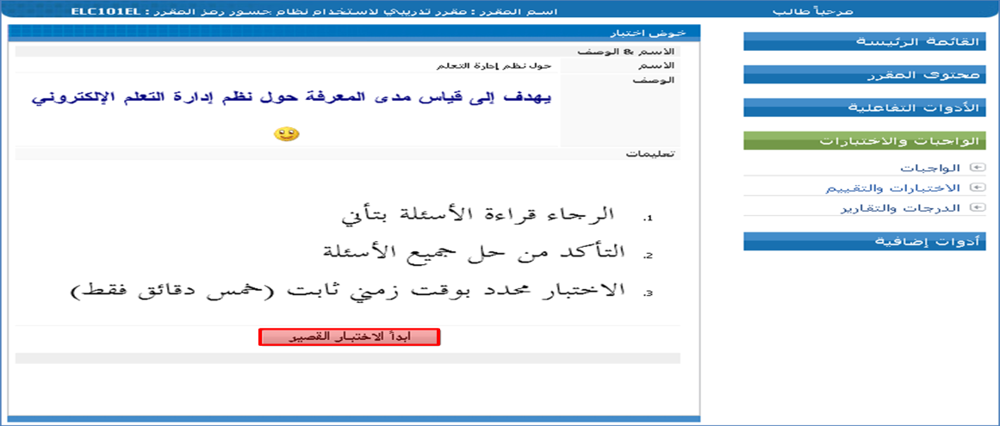 مرحباً طالب
اسم المقرر : مقرر تدريبي لاستخدام نظام جسور رمز المقرر : ELC101EL
القائمة الرئيسة
محتوى المقرر
الأدوات التفاعلية
الواجبات والاختبارات
الواجبات
الاختبارات والتقييم
الدرجات والتقارير
أدوات إضافية
خوض اختبار
الاسم & الوصف
الاسم حول نظم إدارة التعلم
الوصف
يهدف إلى قياس مدى المعرفة حول نظم إدارة التعلم الإلكتروني
تعليمات
1. الرجاء قراءة الأسئلة بتأني
2. التأكد من حل جميع الأسئلة
3. الاختبار محدد بوقت زمني ثابت (خمس دقائق فقط)
ابدأ الاختبار القصير